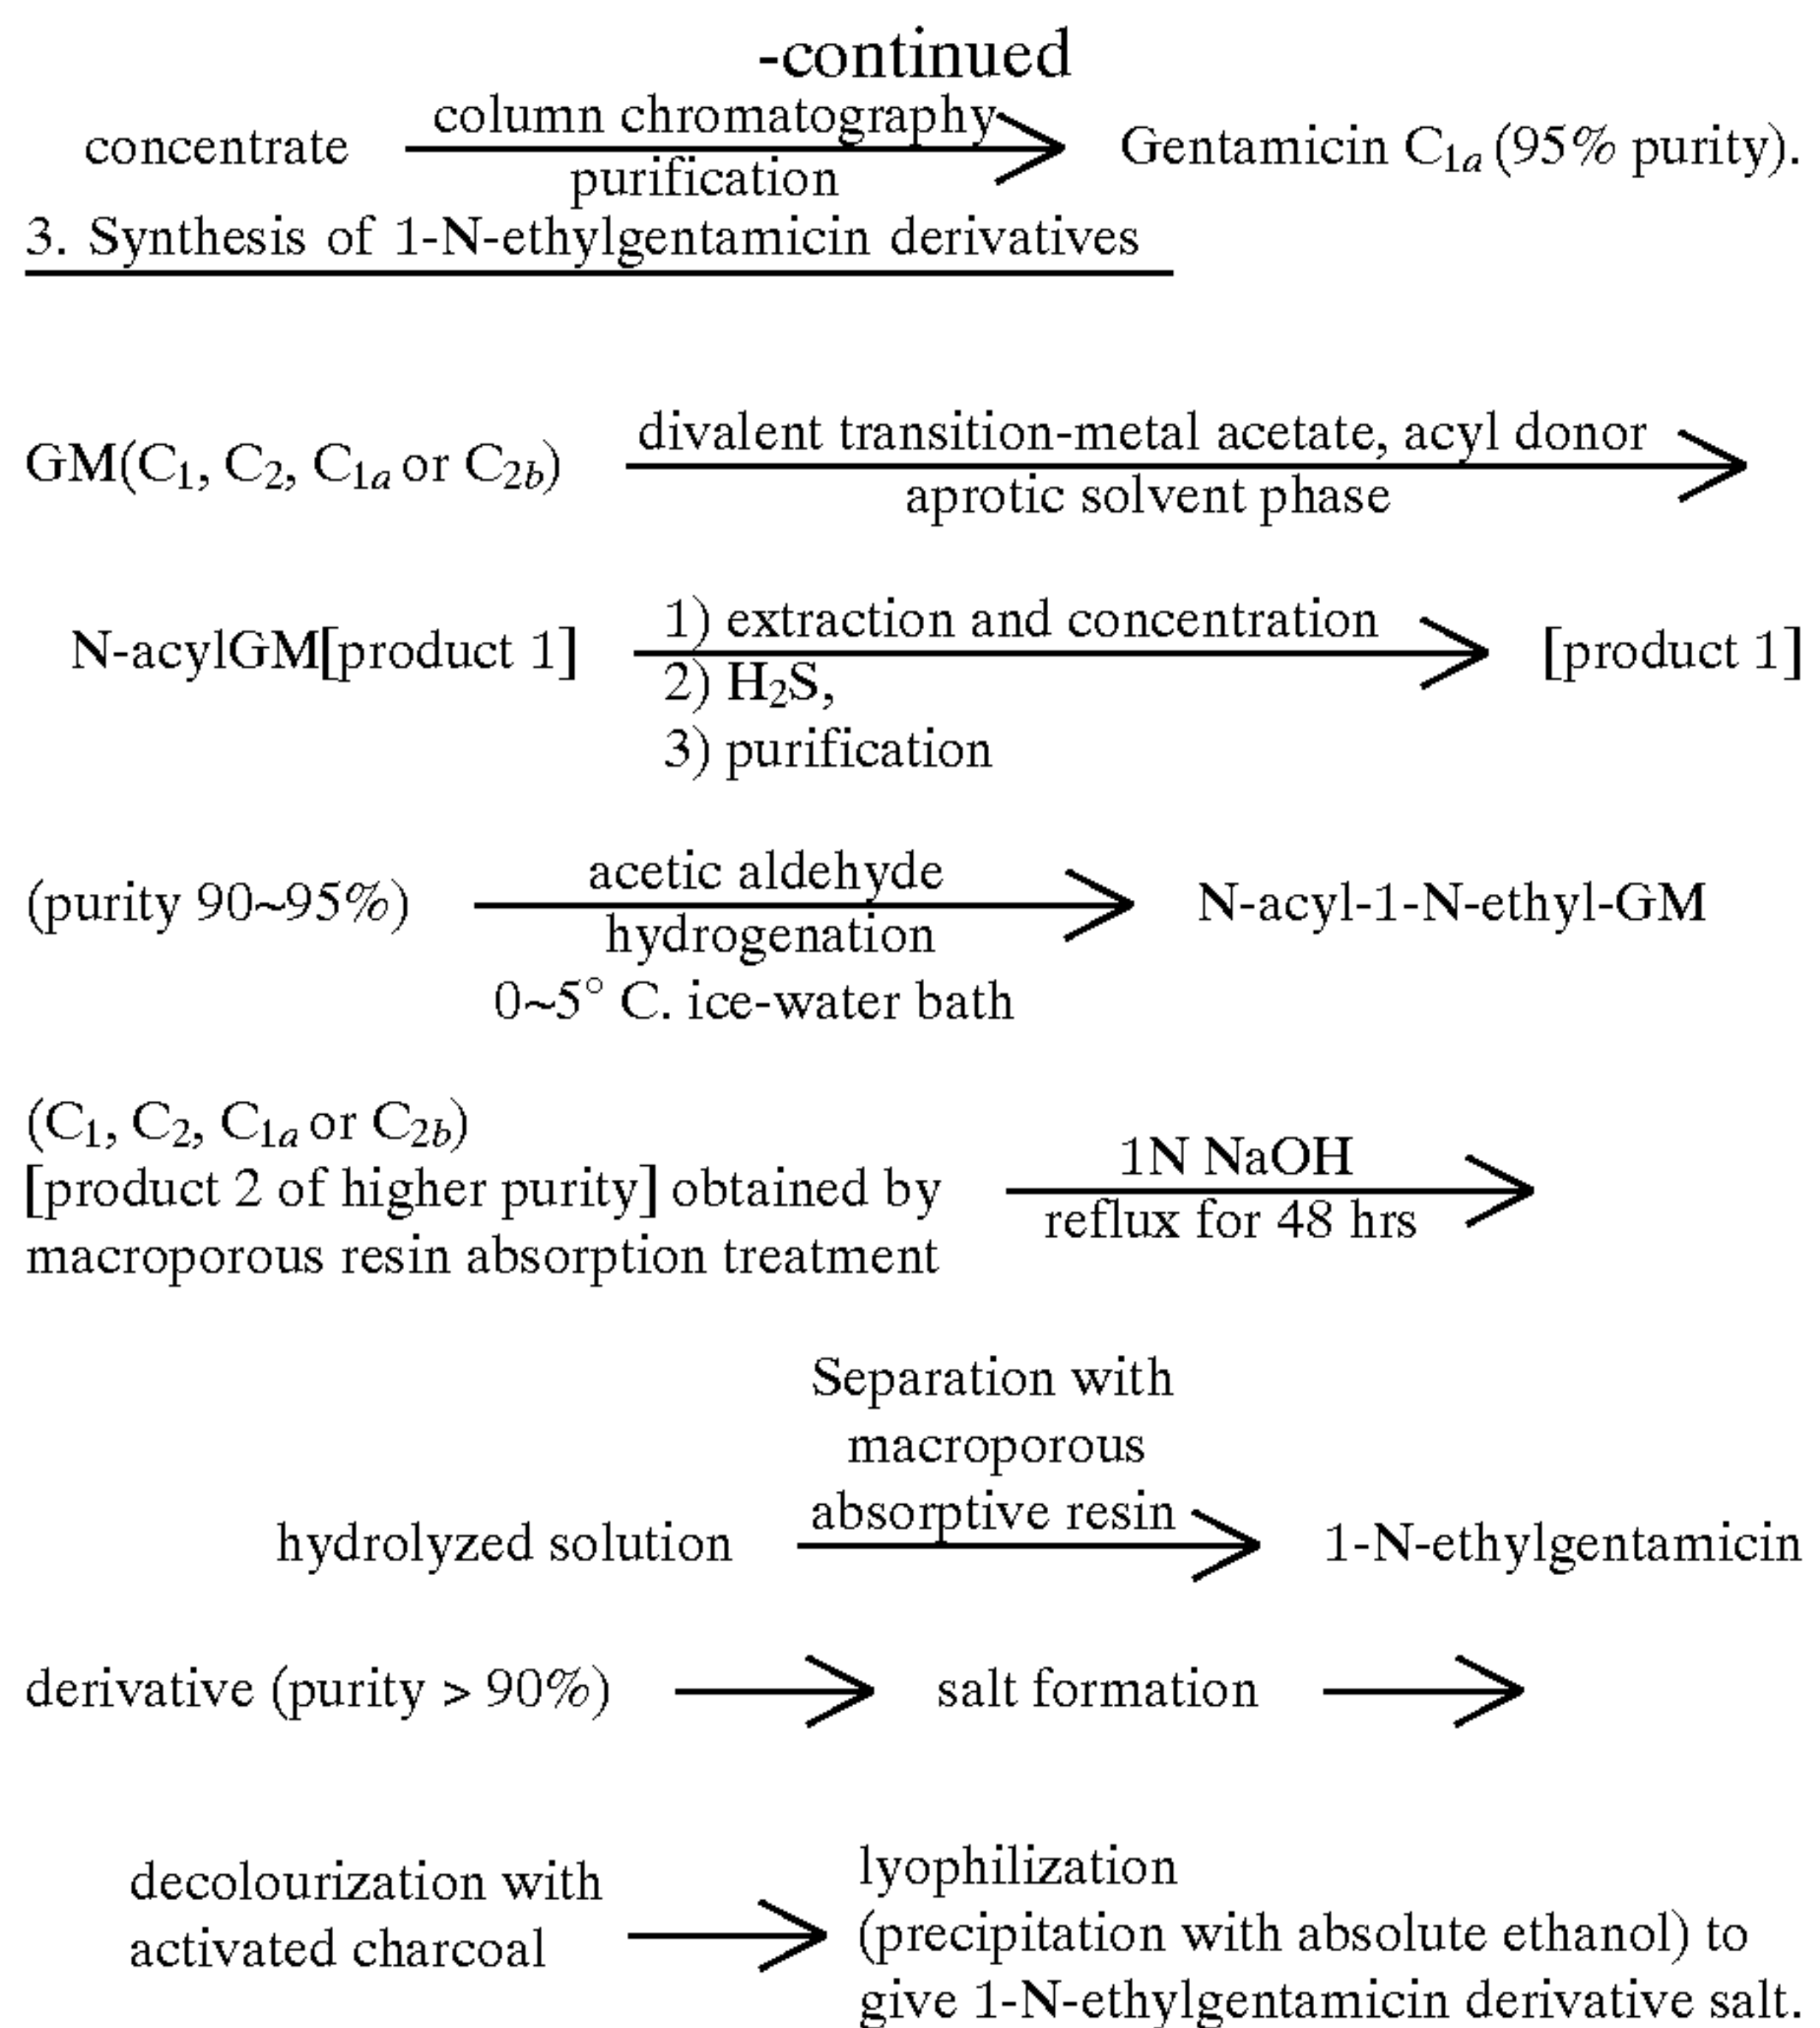 -continued
column chromatography
concentrate Gentamicin C1a (95% purity).
purification
3. Synthesis of 1-N-ethylgentamicin derivatives
divalent transition-metal acetate, acyl donor
GM(C1, C2, C1a or C2b)
aprotic solvent phase
1) extraction and concentration
N-acylGM[product 1] [product 1]
2) H2S,
3) purification
acetic aldehyde
(purity 90~95%) N-acyl-1-N-ethyl-GM
hydrogenation
0~5° C. ice-water bath
(C1, C2, C1a or C2b)
1N NaOH
[product 2 of higher purity] obtained by
reflux for 48 hrs
macroporous resin absorption treatment
Separation with
macroporous
absorptive resin
hydrolyzed solution 1-N-ethylgentamicin
derivative (purity > 90%) salt formation
decolourization with
activated charcoal
lyophilization
(precipitation with absolute ethanol) to
give 1-N-ethylgentamicin derivative salt.